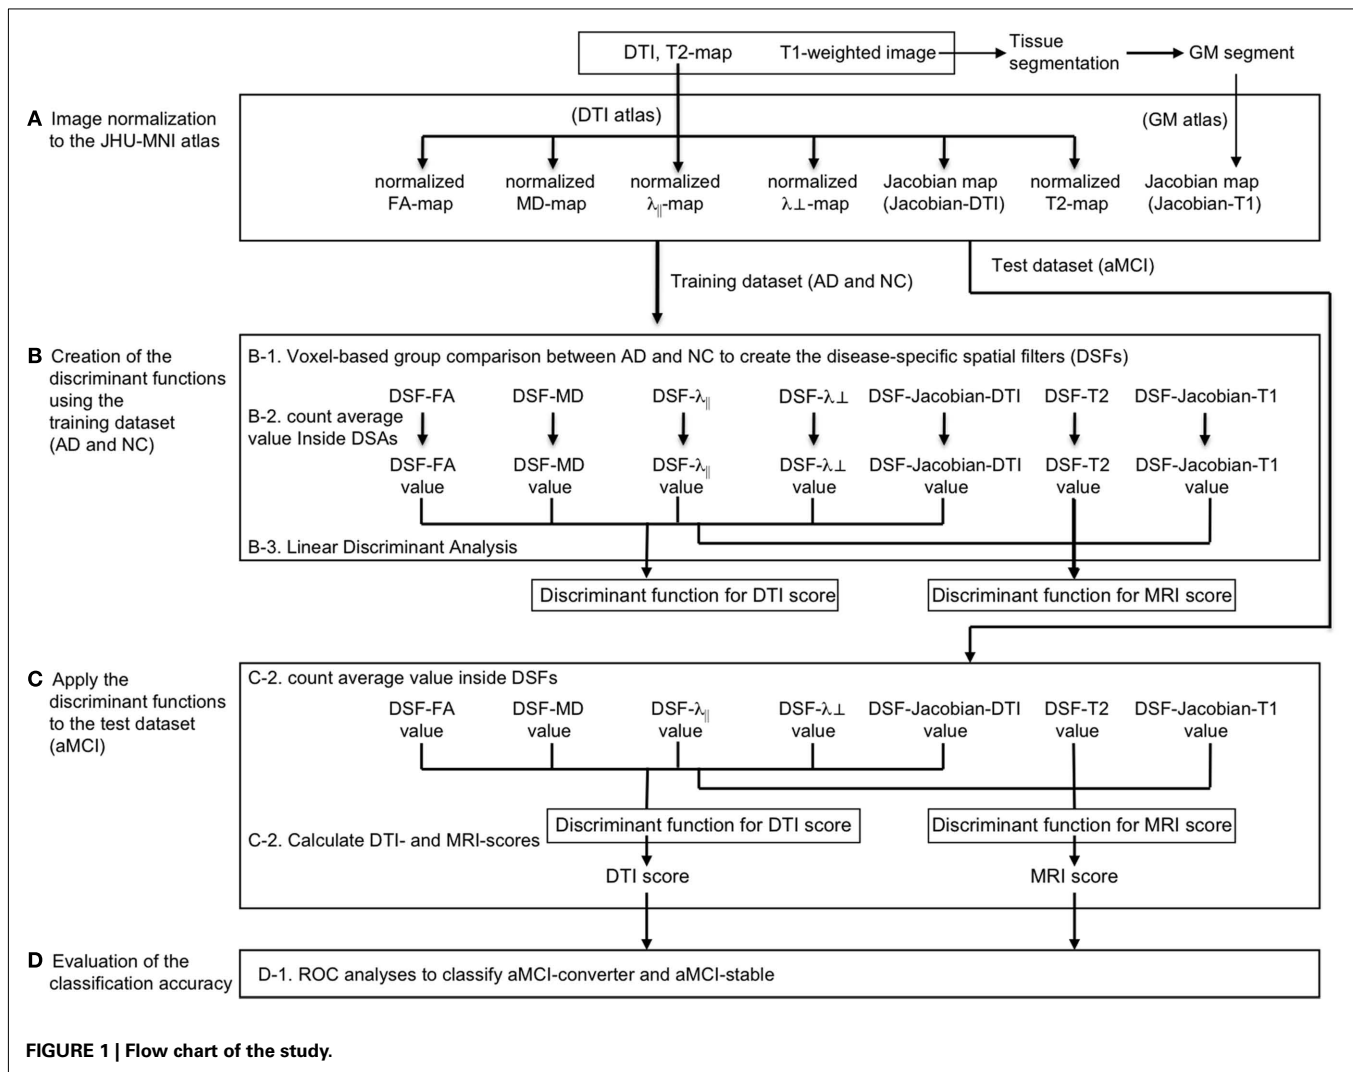 DTI, T2-map
T1-weighted image
Tissue
segmentation
GM segment
A Image normalization
to the JHU-MNI atlas
(DTI atlas)
(GM atlas)
normalized
FA-map
normalized
MD-map
normalized
λ||-map
normalized
λ⊥-map
Jacobian map
(Jacobian-DTI)
normalized
T2-map
Jacobian map
(Jacobian-T1)
Training dataset (AD and NC)
Test dataset (aMCI)
B Creation of the
discriminant functions
using the
training dataset
(AD and NC)
B-1. Voxel-based group comparison between AD and NC to create the disease-specific spatial filters (DSFs)
DSF-FA DSF-MD DSF-λ|| DSF-λ⊥ DSF-Jacobian-DTI DSF-T2 DSF-Jacobian-T1
B-2. count average
value Inside DSAs
DSF-FA DSF-MD DSF-λ|| DSF-λ⊥ DSF-Jacobian-DTI DSF-T2 DSF-Jacobian-T1
value value value value value value value
B-3. Linear Discriminant Analysis
Discriminant function for DTI score
Discriminant function for MRI score
C Apply the
discriminant functions
to the test dataset
(aMCI)
C-2. count average value inside DSFs
DSF-FA DSF-MD DSF-λ|| DSF-λ⊥ DSF-Jacobian-DTI DSF-T2 DSF-Jacobian-T1
value value value value value value value
Discriminant function for DTI score
Discriminant function for MRI score
C-2. Calculate DTI- and MRI-scores
DTI score
MRI score
D Evaluation of the
classification accuracy
D-1. ROC analyses to classify aMCI-converter and aMCI-stable
FIGURE 1 | Flow chart of the study.